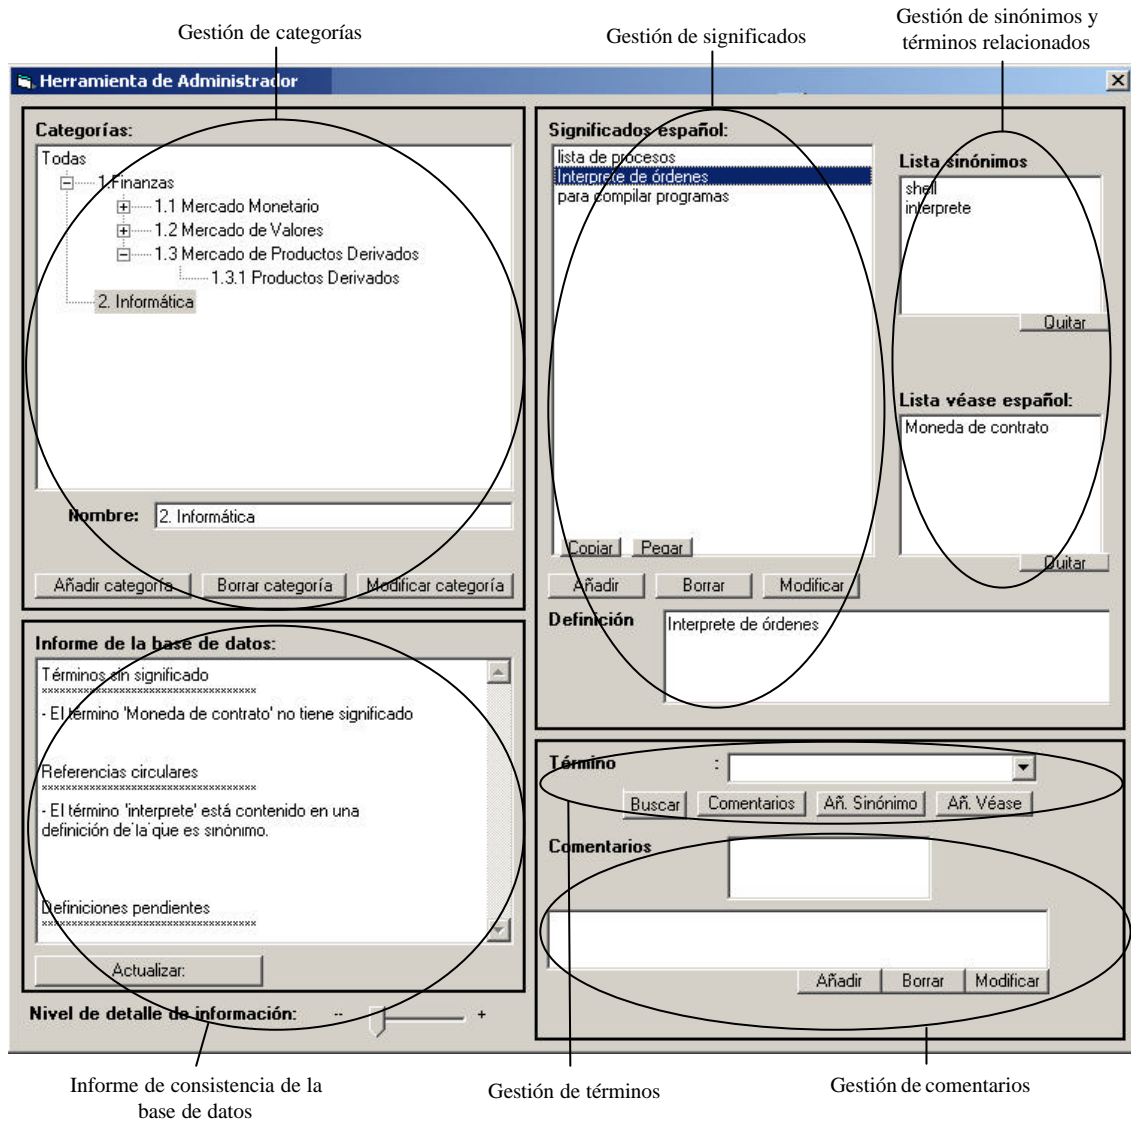 Gestión de categorías
Gestión de significados
Gestión de sinónimos y
términos relacionados
Herramienta de Administrador
Categorías:
Todas
1.Finanzas
1.1 Mercado Monetario
1.2 Mercado de Valores
1.3 Mercado de Productos Derivados
1.3.1 Productos Derivados
2. Informática
Nombre: 2. Informática
Añadir categoría Borrar categoría Modificar categoría
Significados español:
lista de procesos
Interprete de órdenes
para compilar programas
Copiar Pegar
Añadir Borrar Modificar
Definición Interprete de órdenes
Lista sinónimos
shell
interprete
Quitar
Lista véase español:
Moneda de contrato
Quitar
Informe de la base de datos:
Términos sin significado
************************************
- El término 'Moneda de contrato' no tiene significado
Referencias circulares
************************************
- El término 'interprete' está contenido en una
definición de la que es sinónimo.
Definiciones pendientes
************************************
Actualizar:
Nivel de detalle de información: -- +
Término :
Buscar Comentarios Añ. Sinónimo Añ. Véase
Comentarios
Añadir Borrar Modificar
Informe de consistencia de la
base de datos
Gestión de términos
Gestión de comentarios